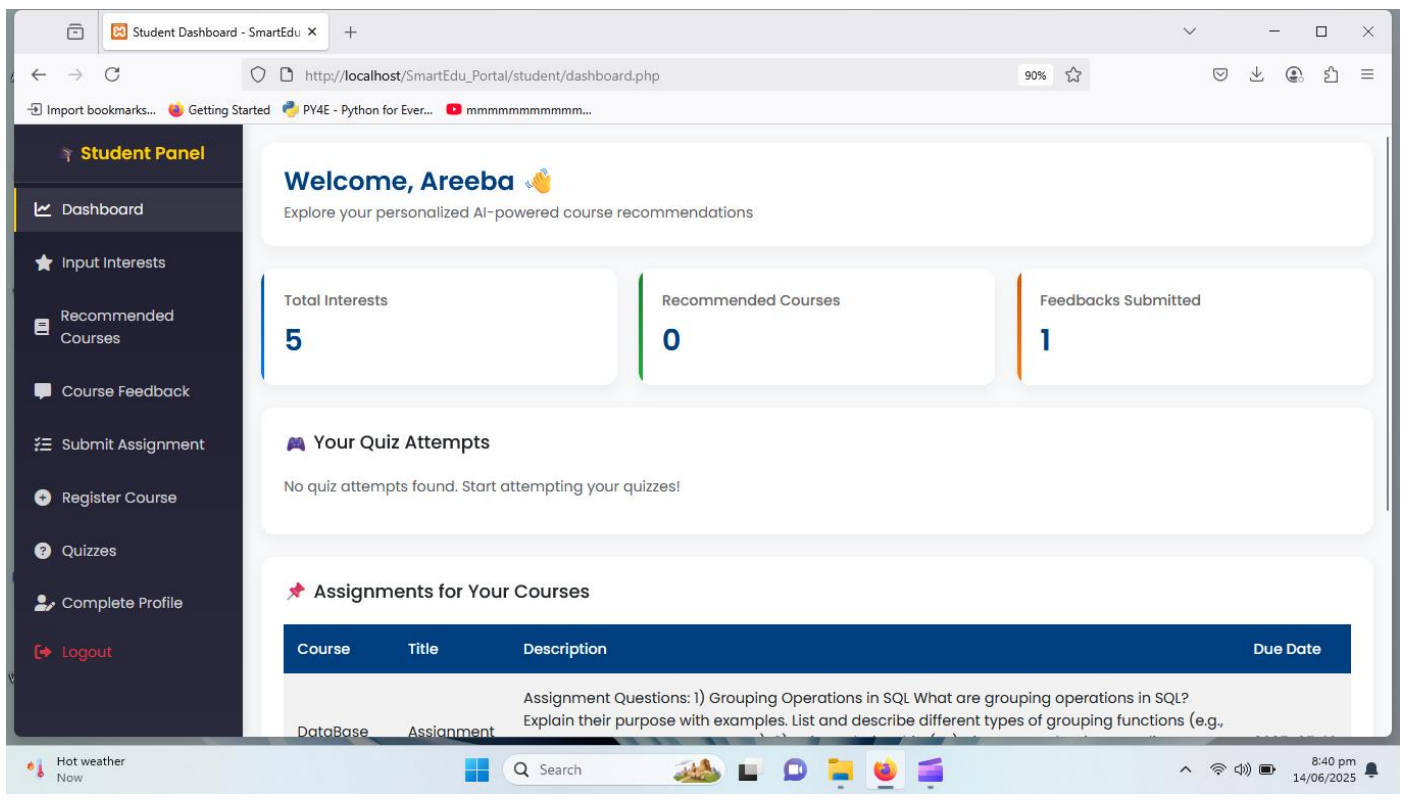 Student Dashboard - SmartEdu
http://localhost/SmartEdu_Portal/student/dashboard.php
90%
Import bookmarks... Getting Started PY4E - Python for Ever... mmmmmmmmmmm...
Student Panel
Dashboard
Input Interests
Recommended
Courses
Course Feedback
Submit Assignment
Register Course
Quizzes
Complete Profile
Logout
Welcome, Areeba
Explore your personalized AI-powered course recommendations
Total Interests
5
Recommended Courses
0
Feedbacks Submitted
1
Your Quiz Attempts
No quiz attempts found. Start attempting your quizzes!
Assignments for Your Courses
Course Title Description Due Date
Assignment Questions: 1) Grouping Operations in SQL What are grouping operations in SQL?
Explain their purpose with examples. List and describe different types of grouping functions (e.g.,
DataBase Assignment
Hot weather
Now
Search
8:40 pm
14/06/2025